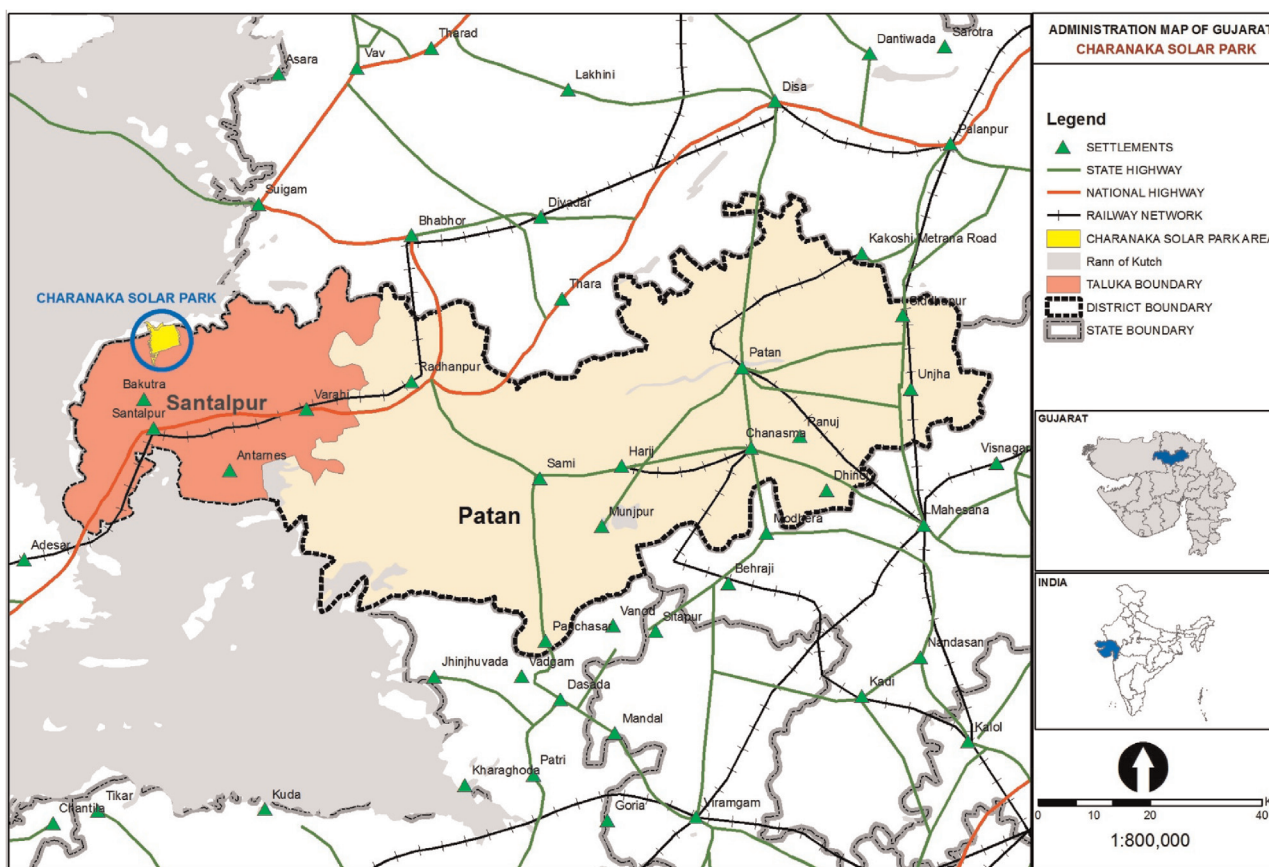 ADMINISTRATION MAP OF GUJARAT
CHARANAKA SOLAR PARK
Legend
SETTLEMENTS
STATE HIGHWAY
NATIONAL HIGHWAY
RAILWAY NETWORK
CHARANAKA SOLAR PARK AREA
Rann of Kutch
TALUKA BOUNDARY
DISTRICT BOUNDARY
STATE BOUNDARY
GUJARAT
INDIA
0 10 20 40 K
1:800,000
Tharad
Vav
Asara
Lakhini
Dantiwada
Sarotra
Disa
Palanpur
Suigam
Bhabhor
Diyadar
Kakoshi Metrana Road
CHARANAKA SOLAR PARK
Thara
Siddhpur
Patan
Radhanpur
Unjha
Bakutra
Santalpur
Varahi
Santalpur
Ranuj
Chanasma
Visnagar
Antarnes
Harij
Sami
Dhinoj
Patan
Munjpur
Mahesana
Modhera
Adesar
Behraji
Vanod
Sitapur
Panchasar
Nandasan
Jhinjhuvada
Vadgam
Dasada
Kadi
Mandal
Kalol
Patri
Kharaghoda
Tikar
Kuda
Chantila
Goria
Viramgam